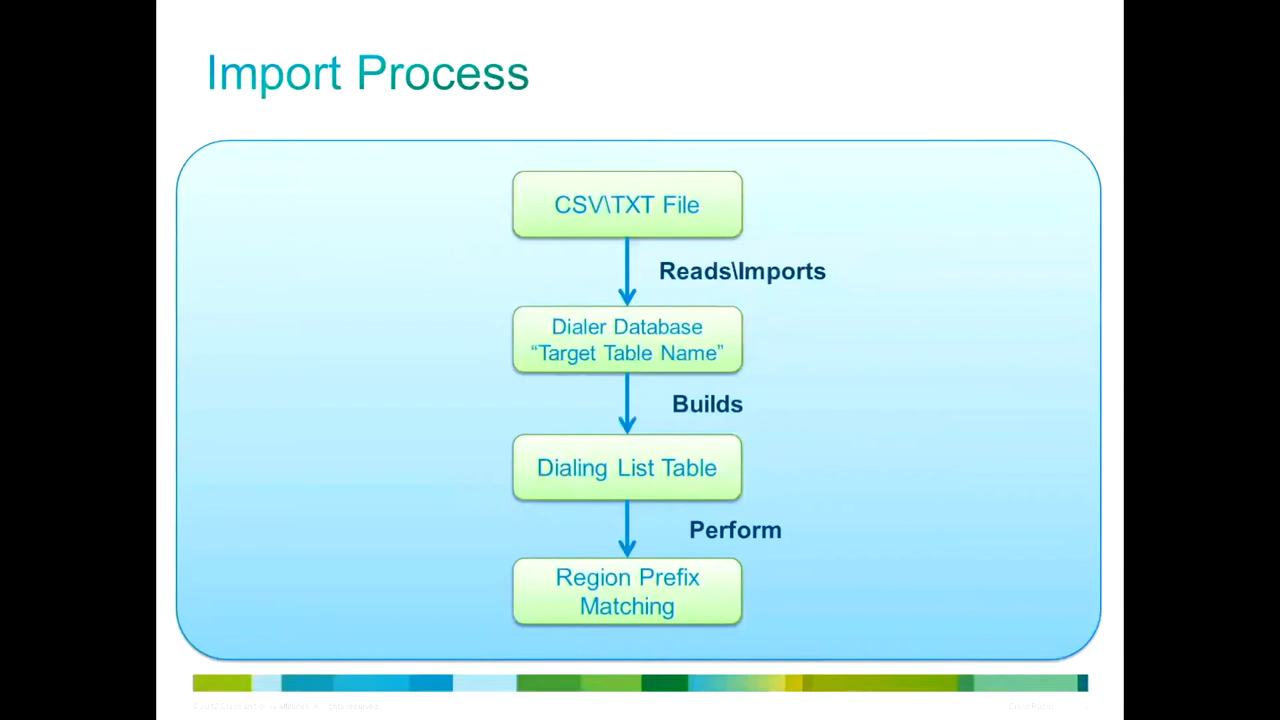 Import Process
CSV\TXT File
Reads\Imports
Dialer Database
“Target Table Name”
Builds
Dialing List Table
Perform
Region Prefix
Matching